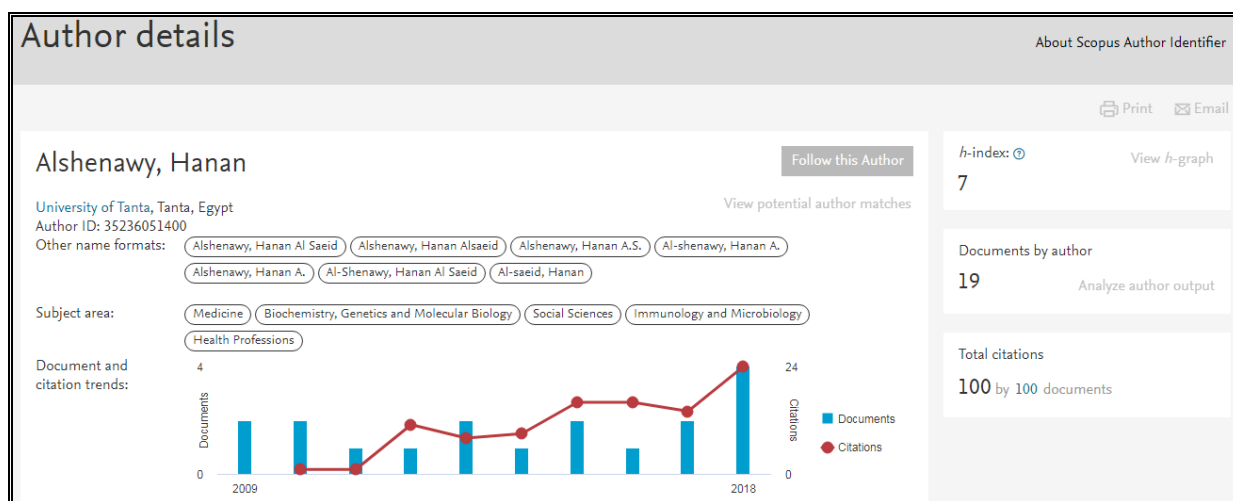 Author details
About Scopus Author Identifier
Print Email
Alshenawy, Hanan
Follow this Author
View potential author matches
University of Tanta, Tanta, Egypt
Author ID: 35236051400
Other name formats: Alshenawy, Hanan Al Saeid Alshenawy, Hanan Alsaeid Alshenawy, Hanan A.S. Al-shenawy, Hanan A.
Alshenawy, Hanan A. Al-Shenawy, Hanan Al Saeid Al-saeid, Hanan
Subject area: Medicine Biochemistry, Genetics and Molecular Biology Social Sciences Immunology and Microbiology
Health Professions
Document and
citation trends:
4
24
Documents
Citations
0
0
2009
2018
Documents
Citations
h-index: ?
View h-graph
7
Documents by author
19
Analyze author output
Total citations
100 by 100 documents